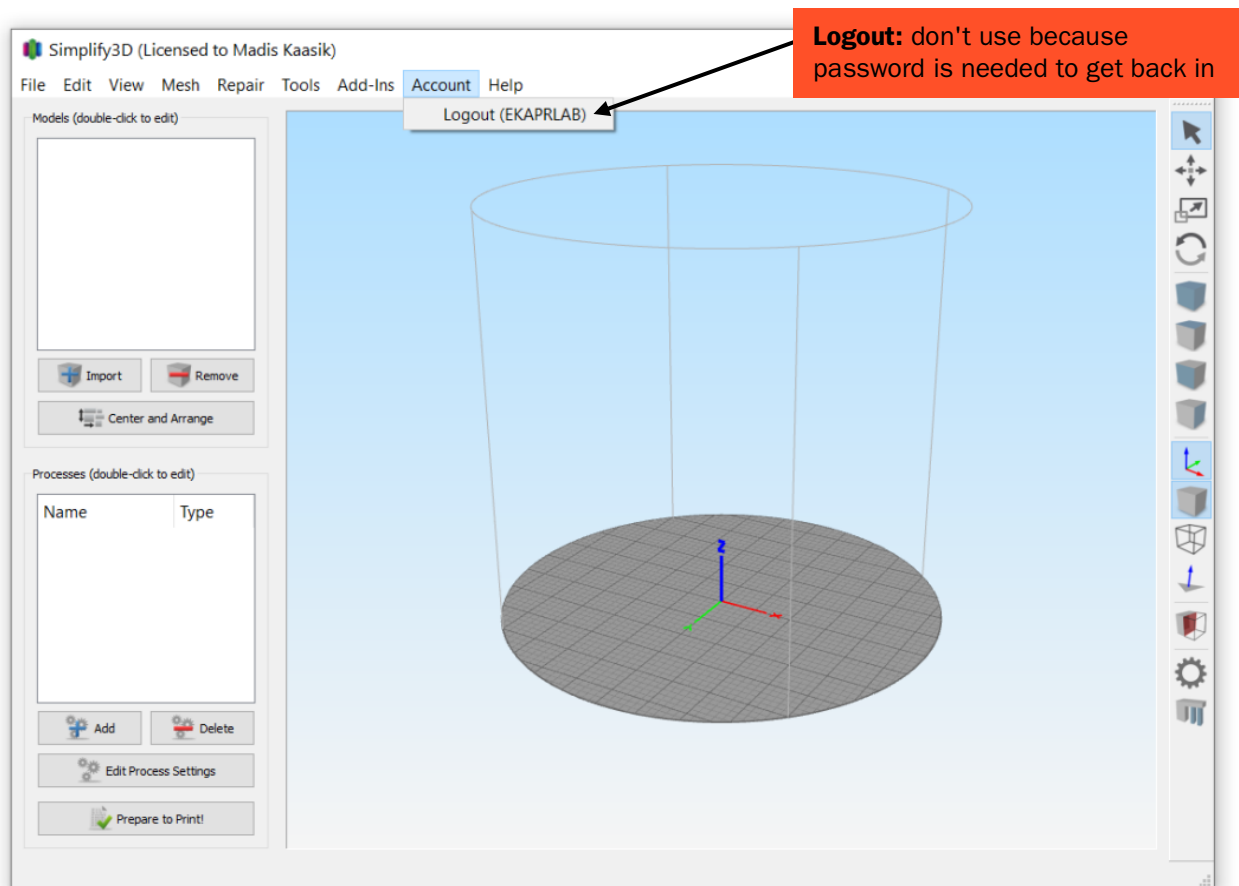 Simplify3D (Licensed to Madis Kaasik)
Logout: don't use because
password is needed to get back in
File Edit View Mesh Repair Tools Add-Ins Account Help
Logout (EKAPRLAB)
Models (double-click to edit)
Import Remove
Center and Arrange
Processes (double-click to edit)
Name Type
Add Delete
Edit Process Settings
Prepare to Print!
Z